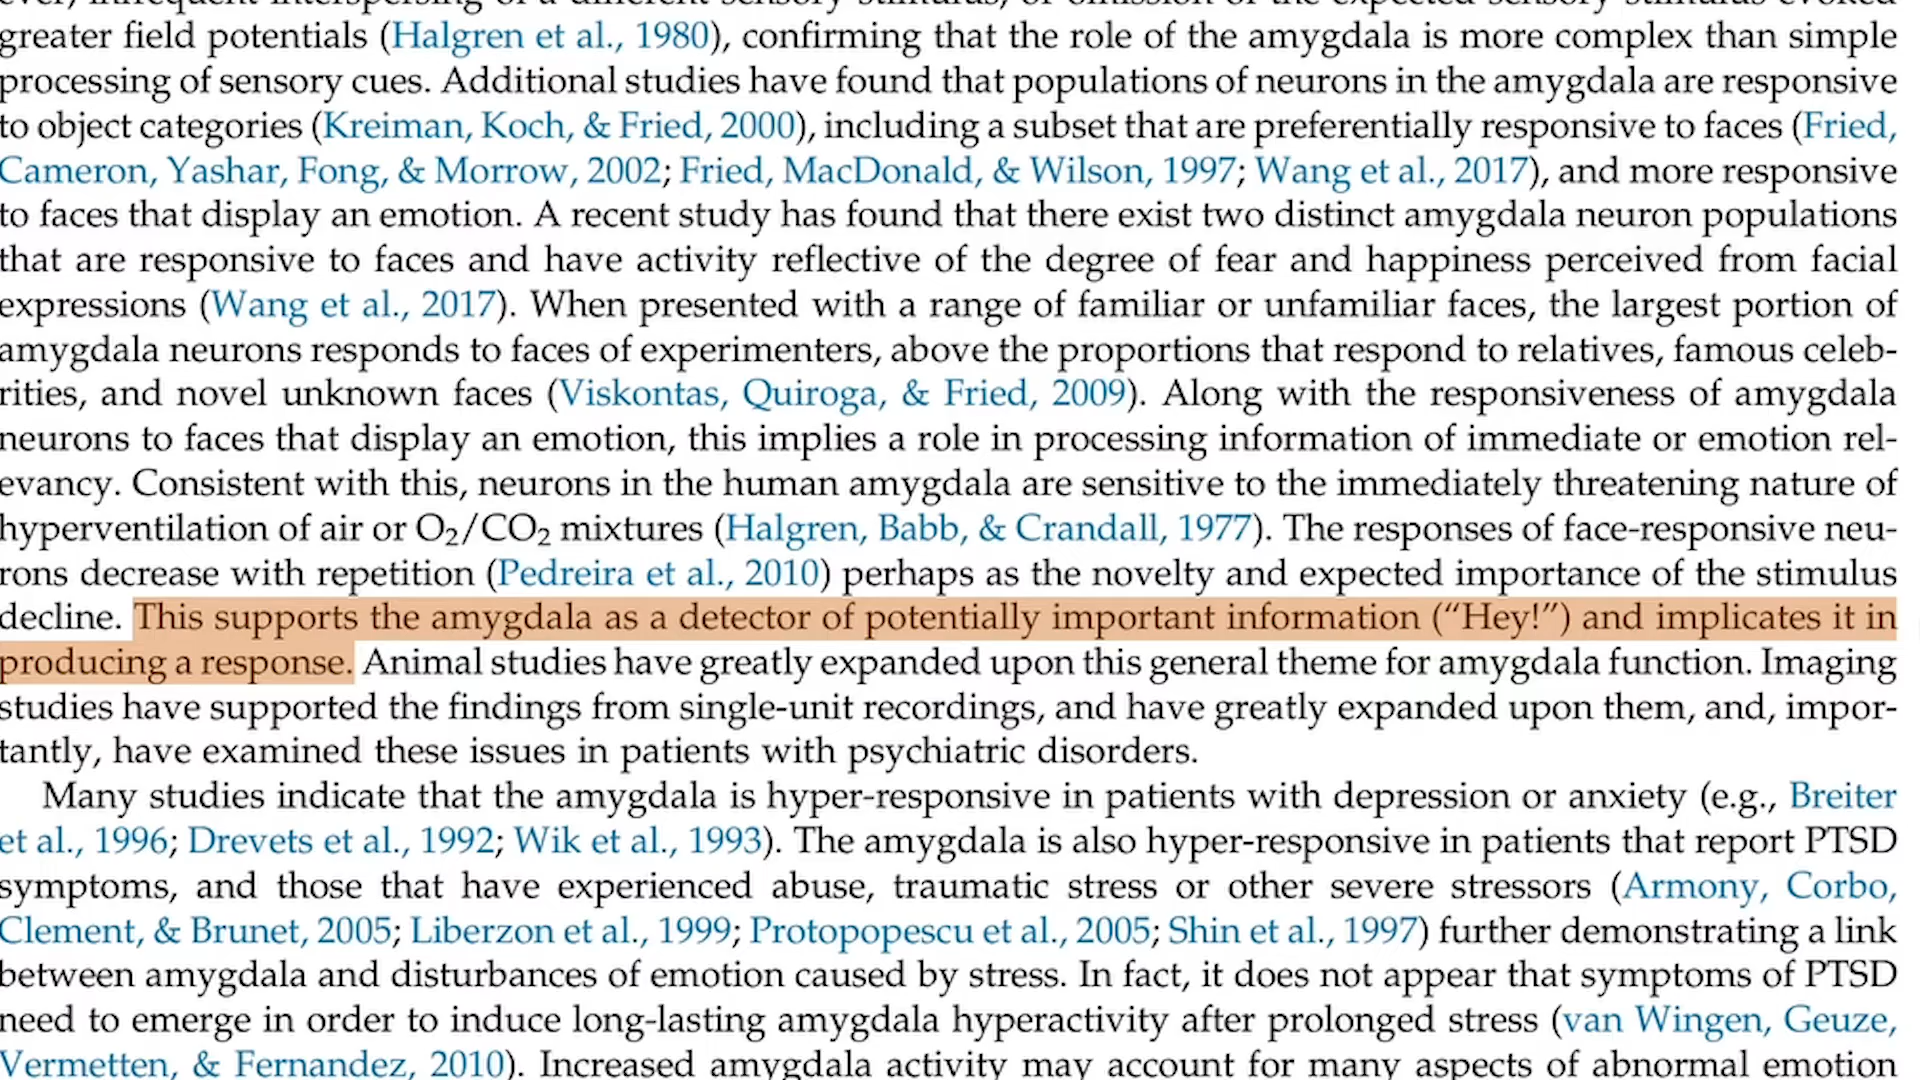 ever, infrequent interspersing of a different sensory stimulus, or omission of the expected sensory stimulus evoked
greater field potentials (Halgren et al., 1980), confirming that the role of the amygdala is more complex than simple
processing of sensory cues. Additional studies have found that populations of neurons in the amygdala are responsive
to object categories (Kreiman, Koch, & Fried, 2000), including a subset that are preferentially responsive to faces (Fried,
Cameron, Yashar, Fong, & Morrow, 2002; Fried, MacDonald, & Wilson, 1997; Wang et al., 2017), and more responsive
to faces that display an emotion. A recent study has found that there exist two distinct amygdala neuron populations
that are responsive to faces and have activity reflective of the degree of fear and happiness perceived from facial
expressions (Wang et al., 2017). When presented with a range of familiar or unfamiliar faces, the largest portion of
amygdala neurons responds to faces of experimenters, above the proportions that respond to relatives, famous celeb-
rities, and novel unknown faces (Viskontas, Quiroga, & Fried, 2009). Along with the responsiveness of amygdala
neurons to faces that display an emotion, this implies a role in processing information of immediate or emotion rel-
evancy. Consistent with this, neurons in the human amygdala are sensitive to the immediately threatening nature of
hyperventilation of air or O₂/CO₂ mixtures (Halgren, Babb, & Crandall, 1977). The responses of face-responsive neu-
rons decrease with repetition (Pedreira et al., 2010) perhaps as the novelty and expected importance of the stimulus
decline. This supports the amygdala as a detector of potentially important information (“Hey!”) and implicates it in
producing a response. Animal studies have greatly expanded upon this general theme for amygdala function. Imaging
studies have supported the findings from single-unit recordings, and have greatly expanded upon them, and, impor-
tantly, have examined these issues in patients with psychiatric disorders.
Many studies indicate that the amygdala is hyper-responsive in patients with depression or anxiety (e.g., Breiter
et al., 1996; Drevets et al., 1992; Wik et al., 1993). The amygdala is also hyper-responsive in patients that report PTSD
symptoms, and those that have experienced abuse, traumatic stress or other severe stressors (Armony, Corbo,
Clement, & Brunet, 2005; Liberzon et al., 1999; Protopopescu et al., 2005; Shin et al., 1997) further demonstrating a link
between amygdala and disturbances of emotion caused by stress. In fact, it does not appear that symptoms of PTSD
need to emerge in order to induce long-lasting amygdala hyperactivity after prolonged stress (van Wingen, Geuze,
Vermetten, & Fernandez, 2010). Increased amygdala activity may account for many aspects of abnormal emotion